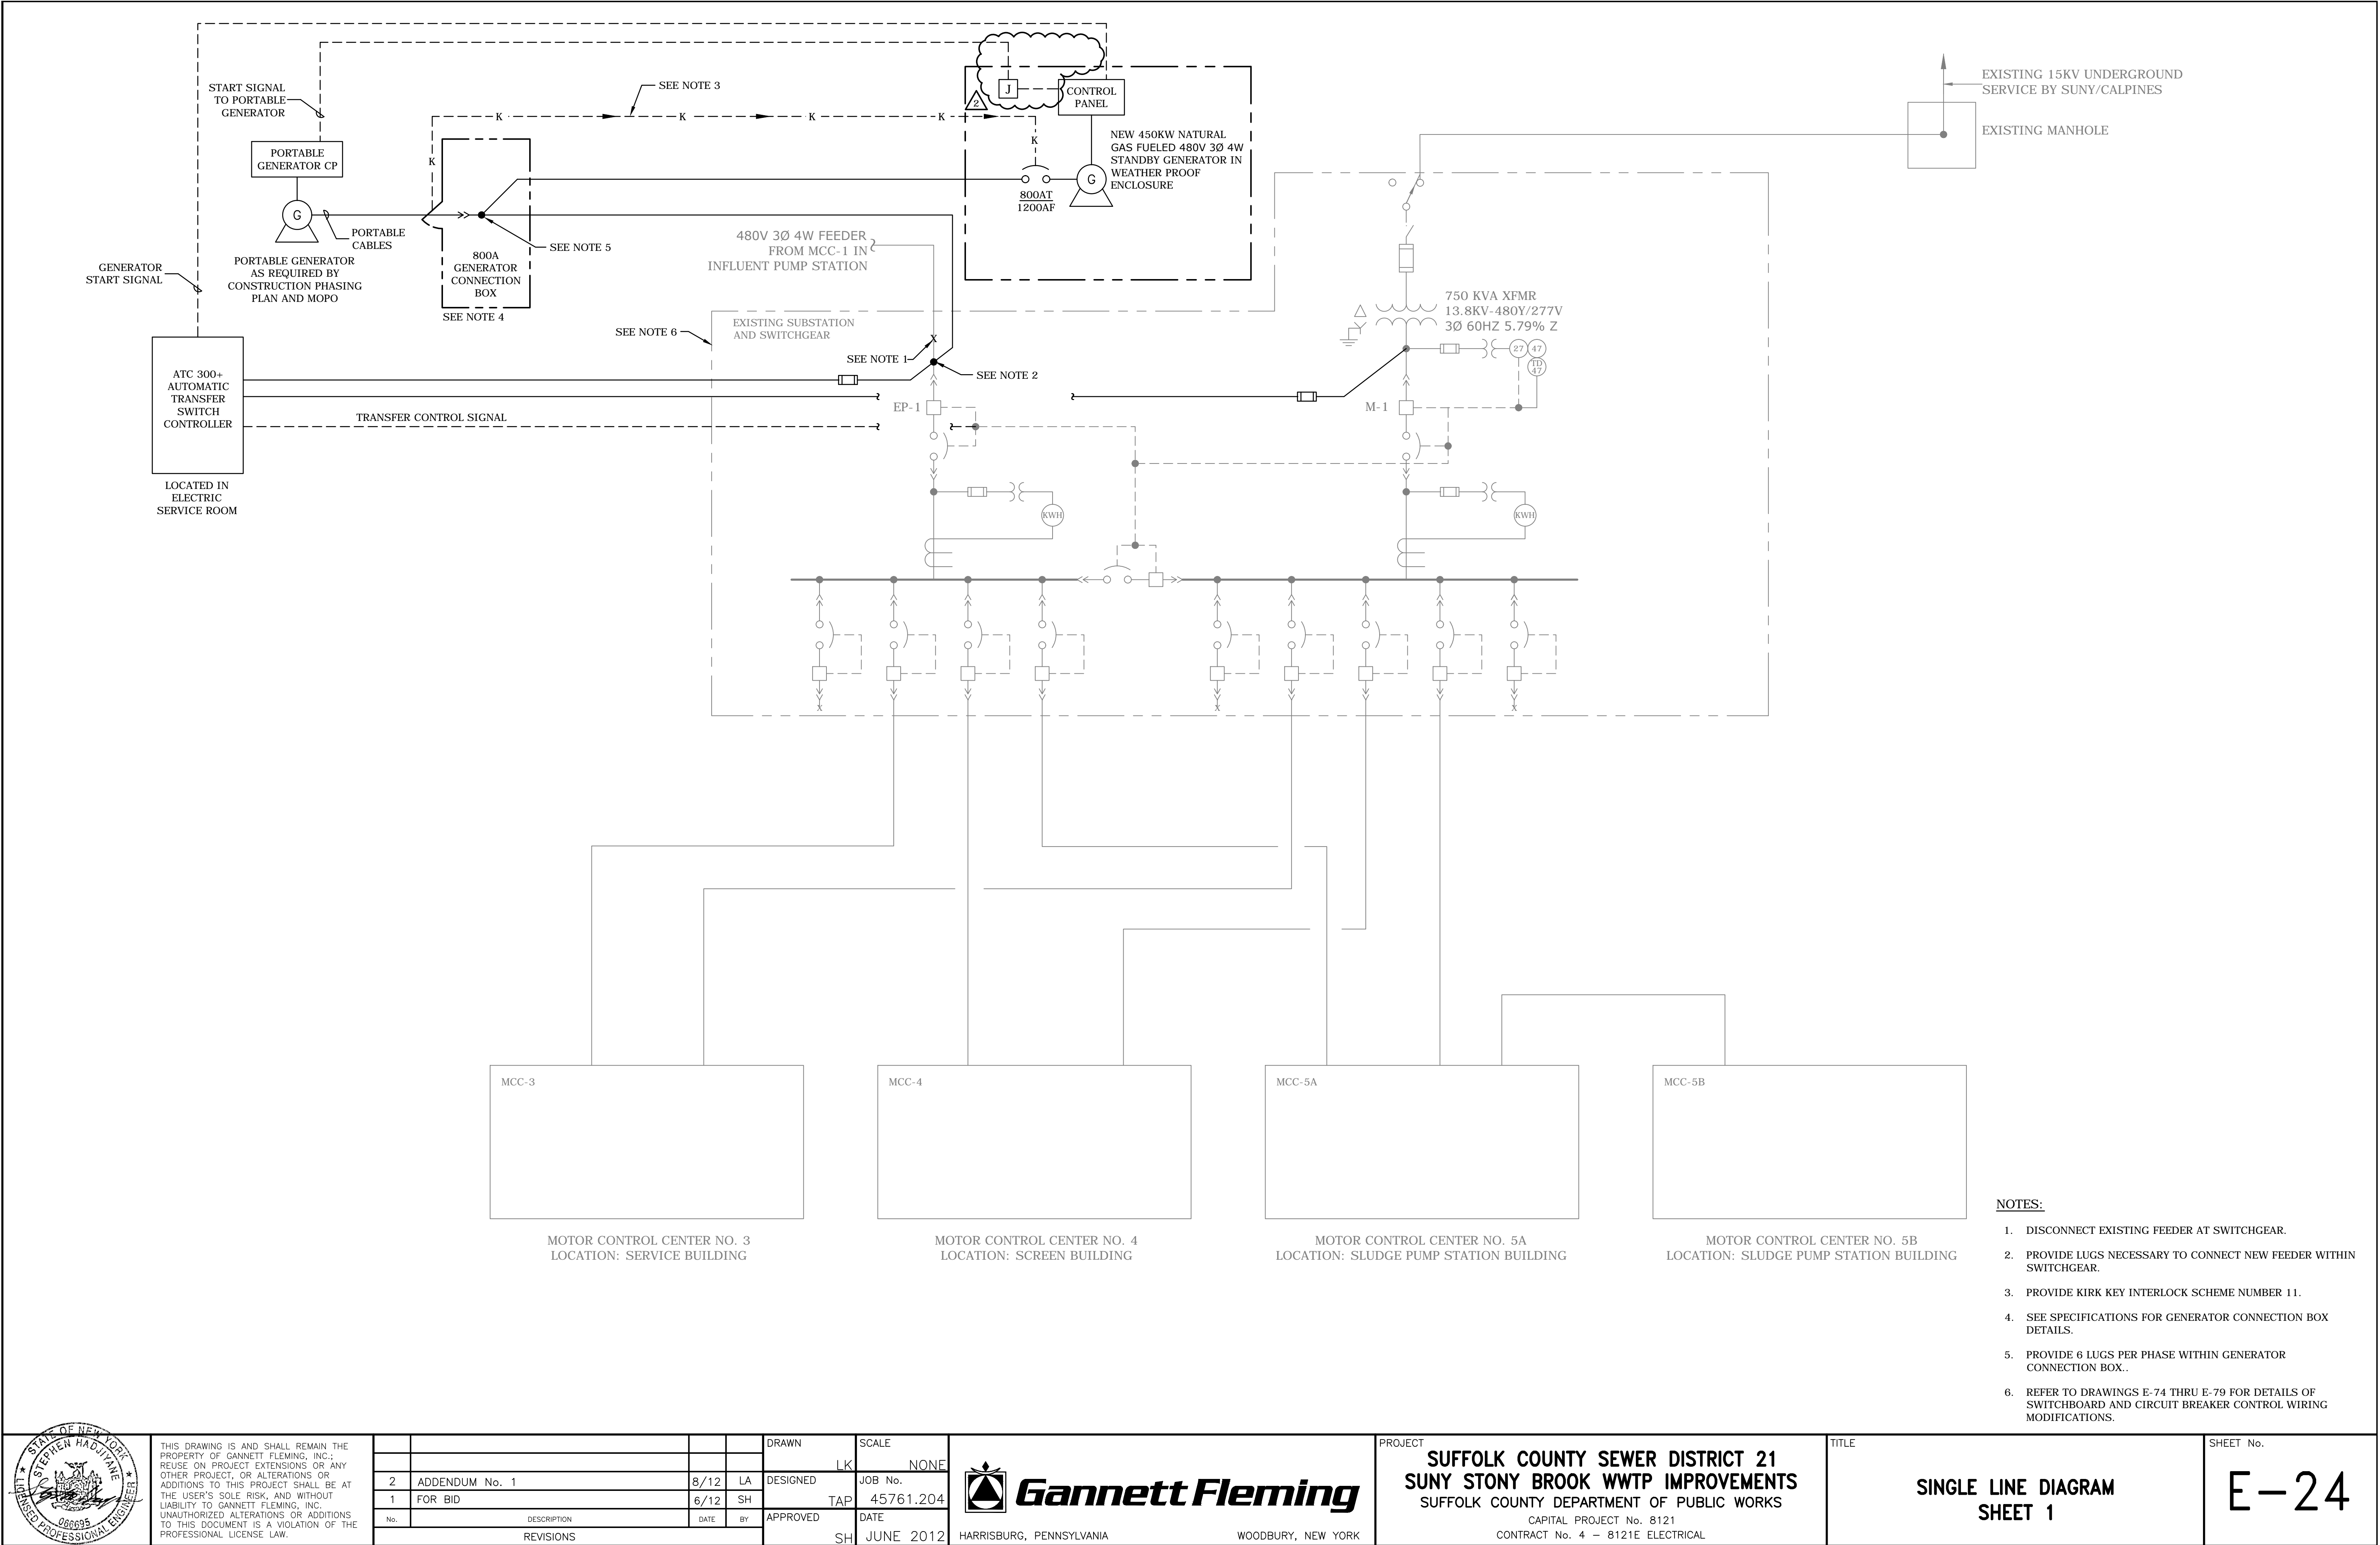 START SIGNAL
TO PORTABLE
GENERATOR
SEE NOTE 3
PORTABLE
GENERATOR CP
K
K
K
K
K
K
J
CONTROL
PANEL
2
NEW 450KW NATURAL
GAS FUELED 480V 3Ø 4W
STANDBY GENERATOR IN
WEATHER PROOF
ENCLOSURE
G
800AT
1200AF
G
PORTABLE
CABLES
SEE NOTE 5
PORTABLE GENERATOR
AS REQUIRED BY
CONSTRUCTION PHASING
PLAN AND MOPO
800A
GENERATOR
CONNECTION
BOX
SEE NOTE 4
GENERATOR
START SIGNAL
480V 3Ø 4W FEEDER
FROM MCC-1 IN
INFLUENT PUMP STATION
EXISTING 15KV UNDERGROUND
SERVICE BY SUNY/CALPINES
EXISTING MANHOLE
750 KVA XFMR
13.8KV-480Y/277V
3Ø 60HZ 5.79% Z
27
47
TD
47
SEE NOTE 6
EXISTING SUBSTATION
AND SWITCHGEAR
X
SEE NOTE 1
SEE NOTE 2
ATC 300+
AUTOMATIC
TRANSFER
SWITCH
CONTROLLER
TRANSFER CONTROL SIGNAL
EP-1
M-1
LOCATED IN
ELECTRIC
SERVICE ROOM
KWH
KWH
X
X
X
MCC-3
MCC-4
MCC-5A
MCC-5B
MOTOR CONTROL CENTER NO. 3
LOCATION: SERVICE BUILDING
MOTOR CONTROL CENTER NO. 4
LOCATION: SCREEN BUILDING
MOTOR CONTROL CENTER NO. 5A
LOCATION: SLUDGE PUMP STATION BUILDING
MOTOR CONTROL CENTER NO. 5B
LOCATION: SLUDGE PUMP STATION BUILDING
NOTES:
1. DISCONNECT EXISTING FEEDER AT SWITCHGEAR.
2. PROVIDE LUGS NECESSARY TO CONNECT NEW FEEDER WITHIN
SWITCHGEAR.
3. PROVIDE KIRK KEY INTERLOCK SCHEME NUMBER 11.
4. SEE SPECIFICATIONS FOR GENERATOR CONNECTION BOX
DETAILS.
5. PROVIDE 6 LUGS PER PHASE WITHIN GENERATOR
CONNECTION BOX..
6. REFER TO DRAWINGS E-74 THRU E-79 FOR DETAILS OF
SWITCHBOARD AND CIRCUIT BREAKER CONTROL WIRING
MODIFICATIONS.
STATE OF NEW YORK
STEPHEN HADJIYANE
066695
LICENSED PROFESSIONAL ENGINEER
THIS DRAWING IS AND SHALL REMAIN THE
PROPERTY OF GANNETT FLEMING, INC.;
REUSE ON PROJECT EXTENSIONS OR ANY
OTHER PROJECT, OR ALTERATIONS OR
ADDITIONS TO THIS PROJECT SHALL BE AT
THE USER'S SOLE RISK, AND WITHOUT
LIABILITY TO GANNETT FLEMING, INC.
UNAUTHORIZED ALTERATIONS OR ADDITIONS
TO THIS DOCUMENT IS A VIOLATION OF THE
PROFESSIONAL LICENSE LAW.
2 ADDENDUM No. 1 8/12 LA
1 FOR BID 6/12 SH
No. DESCRIPTION DATE BY
REVISIONS
DRAWN
LK
DESIGNED
TAP
APPROVED
SH
SCALE
NONE
JOB No.
45761.204
DATE
JUNE 2012
Gannett Fleming
HARRISBURG, PENNSYLVANIA WOODBURY, NEW YORK
PROJECT
SUFFOLK COUNTY SEWER DISTRICT 21
SUNY STONY BROOK WWTP IMPROVEMENTS
SUFFOLK COUNTY DEPARTMENT OF PUBLIC WORKS
CAPITAL PROJECT No. 8121
CONTRACT No. 4 – 8121E ELECTRICAL
TITLE
SINGLE LINE DIAGRAM
SHEET 1
SHEET No.
E-24